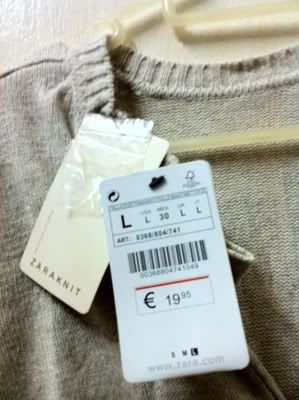 ZARAKNIT
L
USA L
MEX. 30
UK L
IT L
ART. 0368/804/741
00368804741049
€ 19.95
S M L
www.zara.com